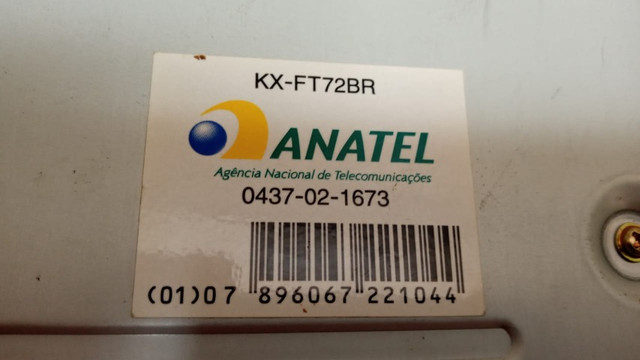 KX-FT72BR
ANATEL
Agência Nacional de Telecomunicações
0437-02-1673
(01)07 896067 221044